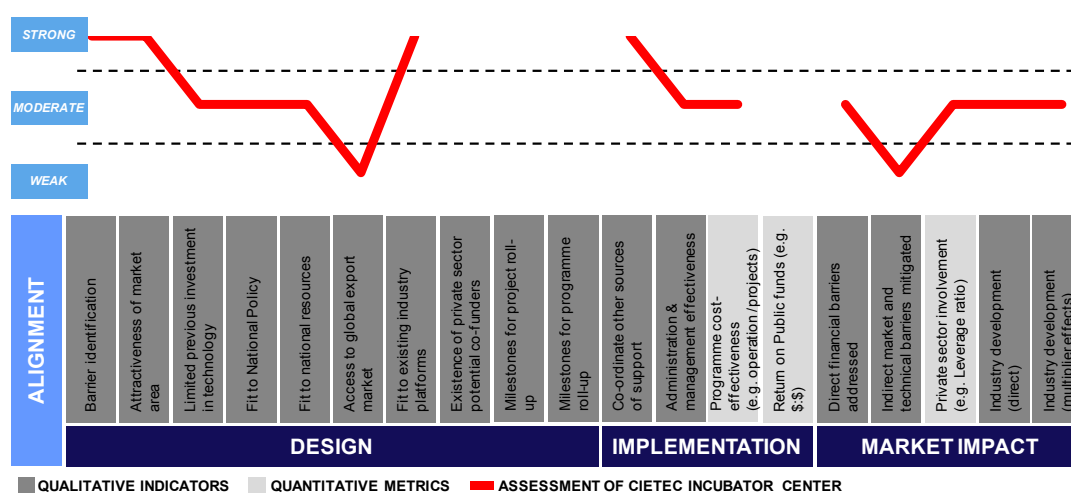 STRONG
MODERATE
WEAK
ALIGNMENT
Barrier identification
Attractiveness of market
area
Limited previous investment
in technology
Fit to National Policy
Fit to national resources
Access to global export
market
Fit to existing industry
platforms
Existence of private sector
potential co-funders
Milestones for project roll-
up
Milestones for programme
roll-up
Co-ordinate other sources
of support
Administration &
management effectiveness
Programme cost-
effectiveness
(e.g. operation /projects)
Return on Public funds (e.g.
$:$)
Direct financial barriers
addressed
Indirect market and
technical barriers mitigated
Private sector involvement
(e.g. Leverage ratio)
Industry development
(direct)
Industry development
(multiplier effects)
DESIGN
IMPLEMENTATION
MARKET IMPACT
QUALITATIVE INDICATORS
QUANTITATIVE METRICS
ASSESSMENT OF CIETEC INCUBATOR CENTER